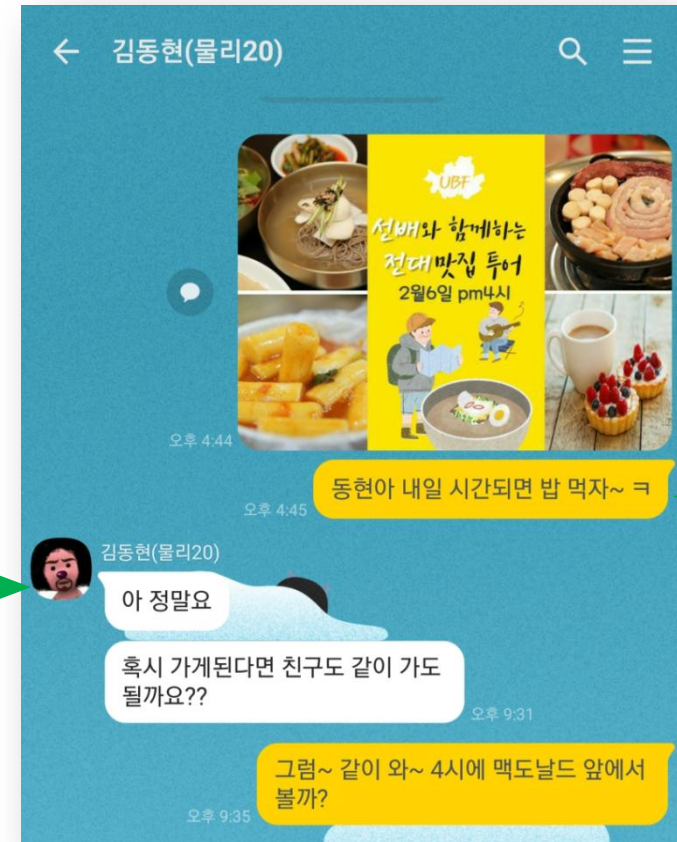 김동현(물리20)
UBF
선배와 함께하는
전대 맛집 투어
2월6일 pm4시
오후 4:44
동현아 내일 시간되면 밥 먹자~ ㅋ
오후 4:45
김동현(물리20)
아 정말요
혹시 가게된다면 친구도 같이 가도
될까요??
오후 9:31
그럼~ 같이 와~ 4시에 맥도날드 앞에서
볼까?
오후 9:35